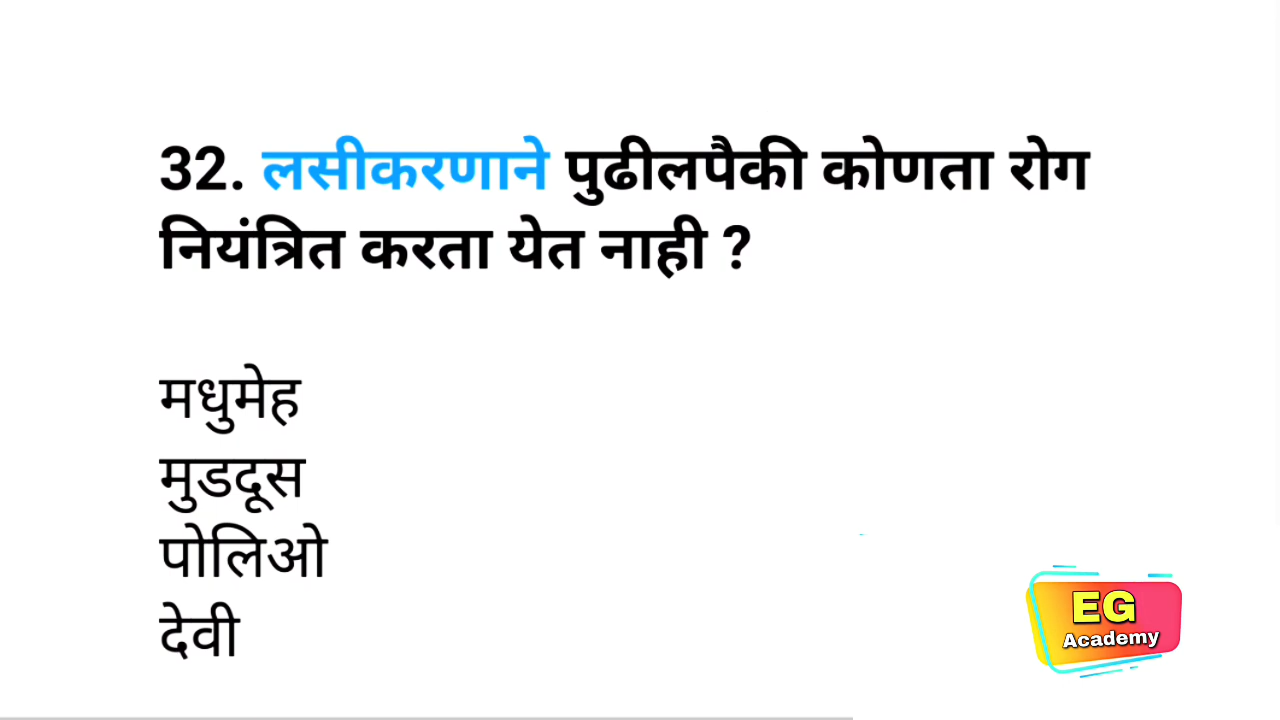 32. लसीकरणाने पुढीलपैकी कोणता रोग
नियंत्रित करता येत नाही ?
मधुमेह
मुडदूस
पोलिओ
देवी
EG
Academy